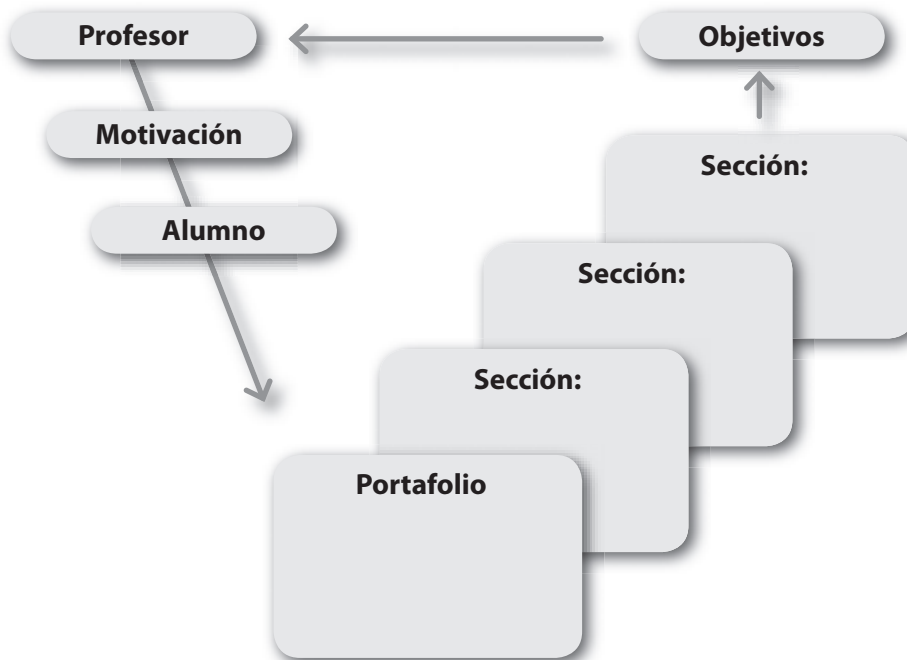 Profesor
Objetivos
Motivación
Sección:
Alumno
Sección:
Sección:
Portafolio